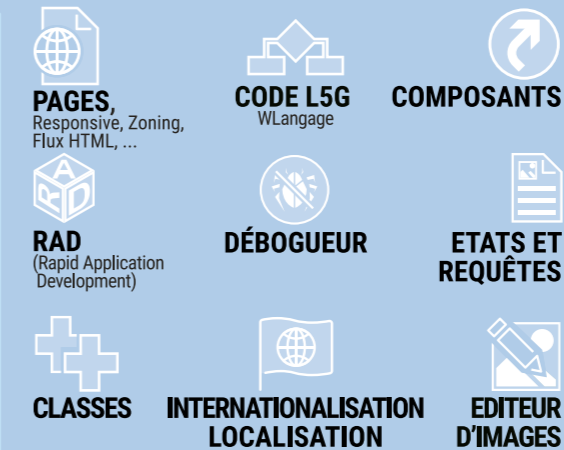 PAGES,
Responsive, Zoning,
Flux HTML, ...
CODE L5G
WLangage
COMPOSANTS
RAD
RAD
(Rapid Application
Development)
DÉBOGUEUR
ETATS ET
REQUÊTES
CLASSES
INTERNATIONALISATION
LOCALISATION
EDITEUR
D'IMAGES